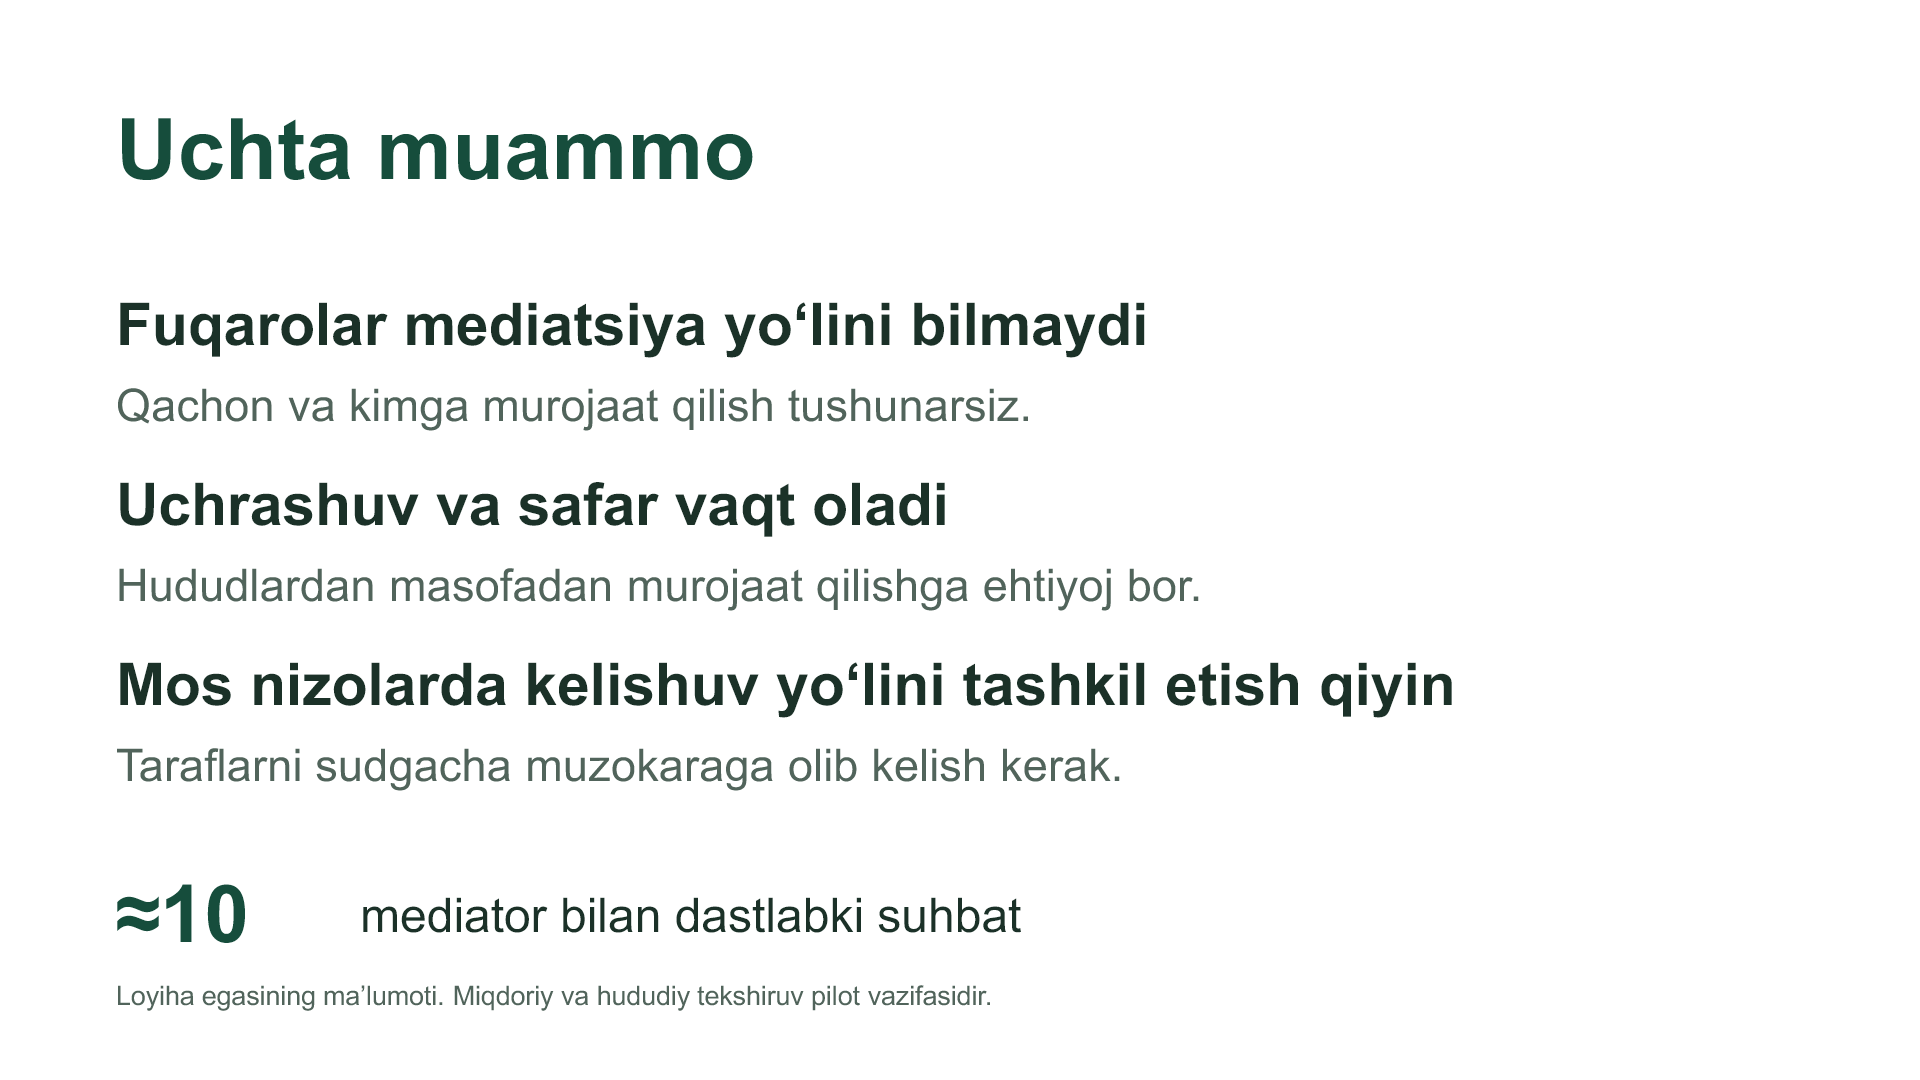 Uchta muammo
Fuqarolar mediatsiya yo‘lini bilmaydi
Qachon va kimga murojaat qilish tushunarsiz.
Uchrashuv va safar vaqt oladi
Hududlardan masofadan murojaat qilishga ehtiyoj bor.
Mos nizolarda kelishuv yo‘lini tashkil etish qiyin
Taraflarni sudgacha muzokaraga olib kelish kerak.
≈10 mediator bilan dastlabki suhbat
Loyiha egasining ma’lumoti. Miqdoriy va hududiy tekshiruv pilot vazifasidir.